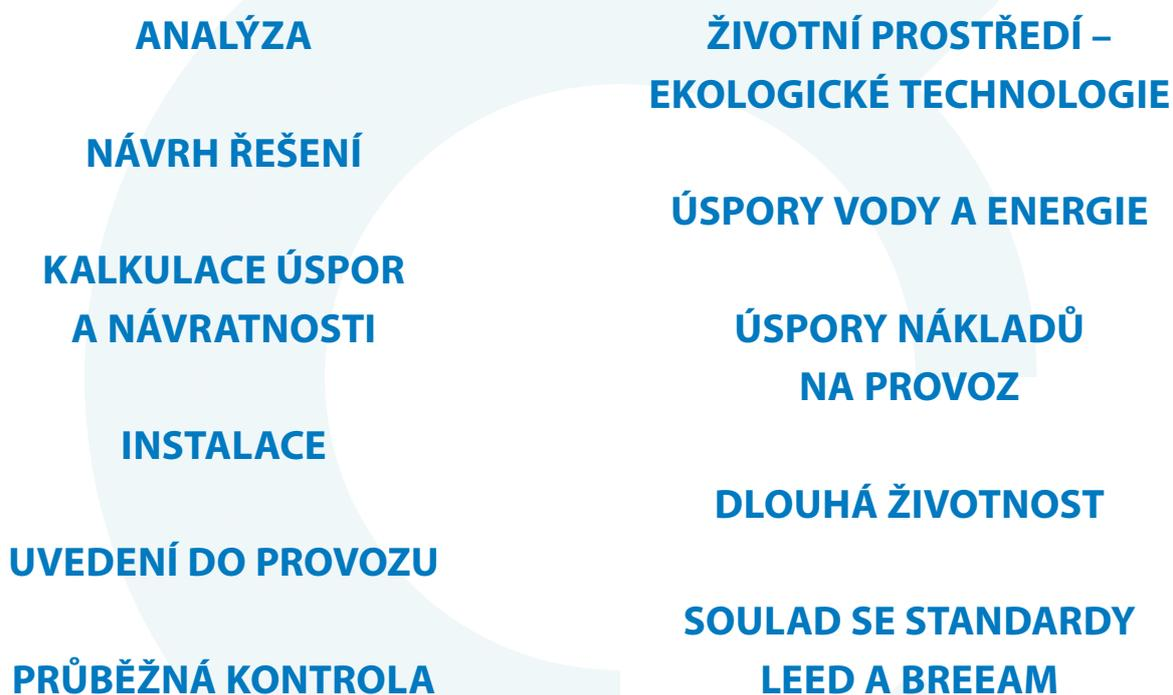 ANALÝZA
NÁVRH ŘEŠENÍ
KALKULACE ÚSPOR
A NÁVRATNOSTI
INSTALACE
UVEDENÍ DO PROVOZU
PRŮBĚŽNÁ KONTROLA
ŽIVOTNÍ PROSTŘEDÍ –
EKOLOGICKÉ TECHNOLOGIE
ÚSPORY VODY A ENERGIE
ÚSPORY NÁKLADŮ
NA PROVOZ
DLOUHÁ ŽIVOTNOST
SOULAD SE STANDARDY
LEED A BREEAM